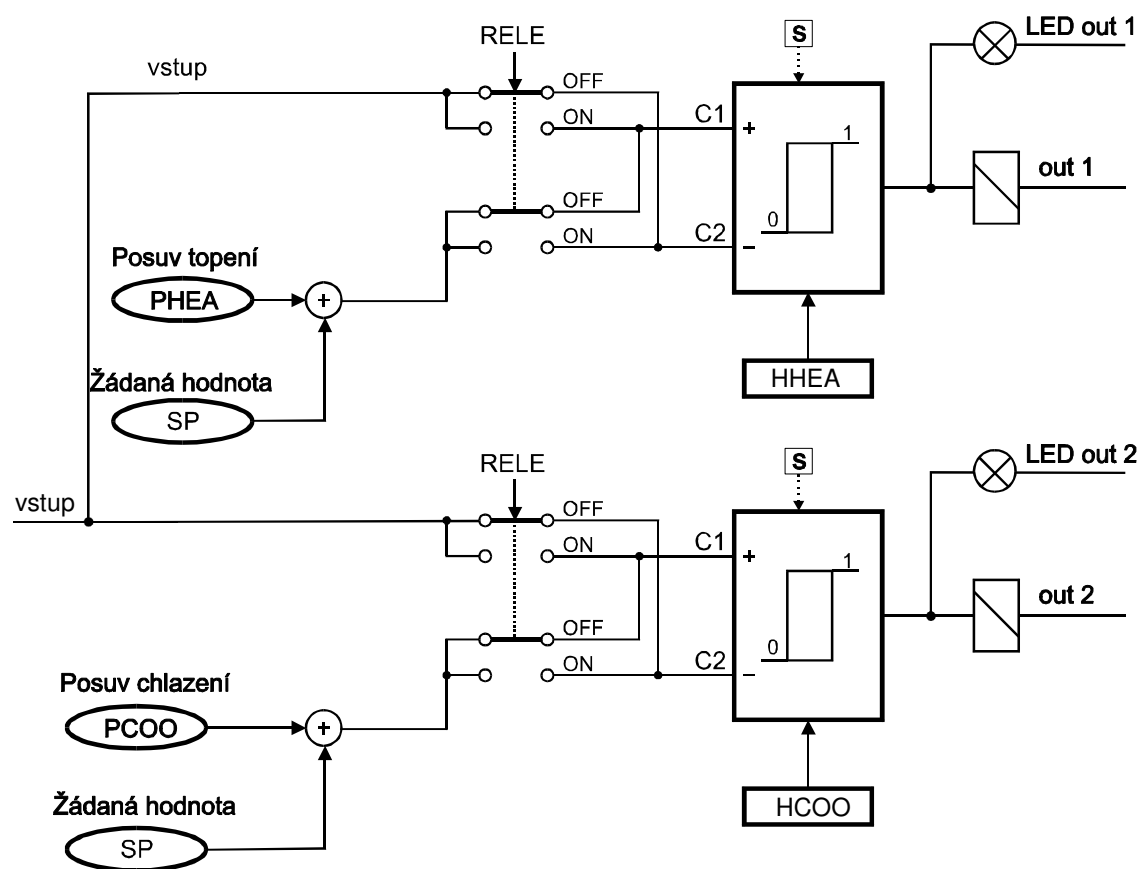 RELE
S
LED out 1
vstup
OFF
ON
C1
+
1
0
out 1
OFF
ON
C2
−
Posuv topení
PHEA
+
Žádaná hodnota
SP
HHEA
RELE
S
LED out 2
vstup
OFF
ON
C1
+
1
0
out 2
OFF
ON
C2
−
Posuv chlazení
PCOO
+
Žádaná hodnota
SP
HCOO